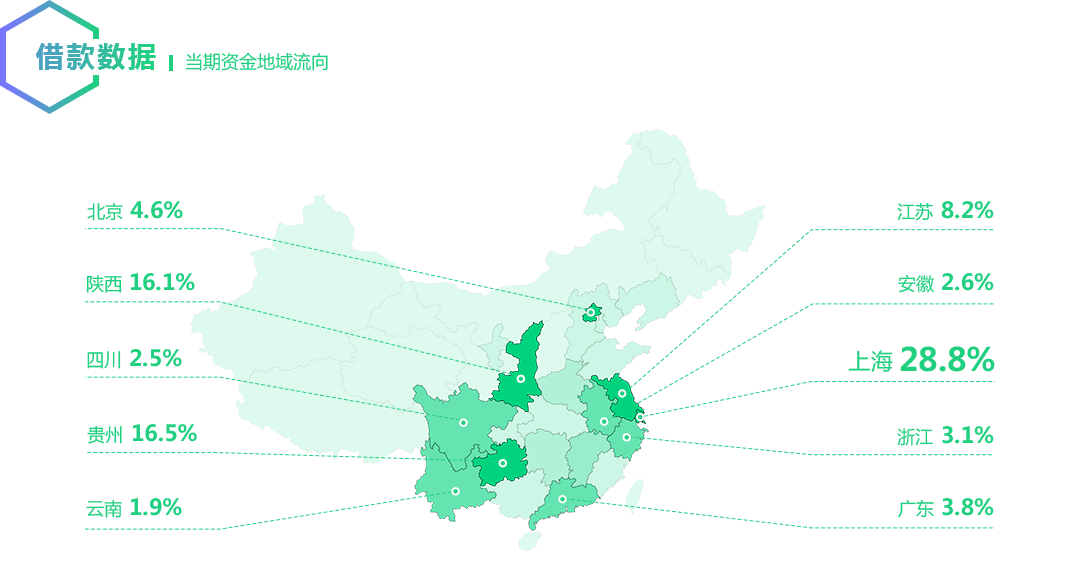 借款数据
当期资金地域流向
北京 4.6%
陕西 16.1%
四川 2.5%
贵州 16.5%
云南 1.9%
江苏 8.2%
安徽 2.6%
上海 28.8%
浙江 3.1%
广东 3.8%